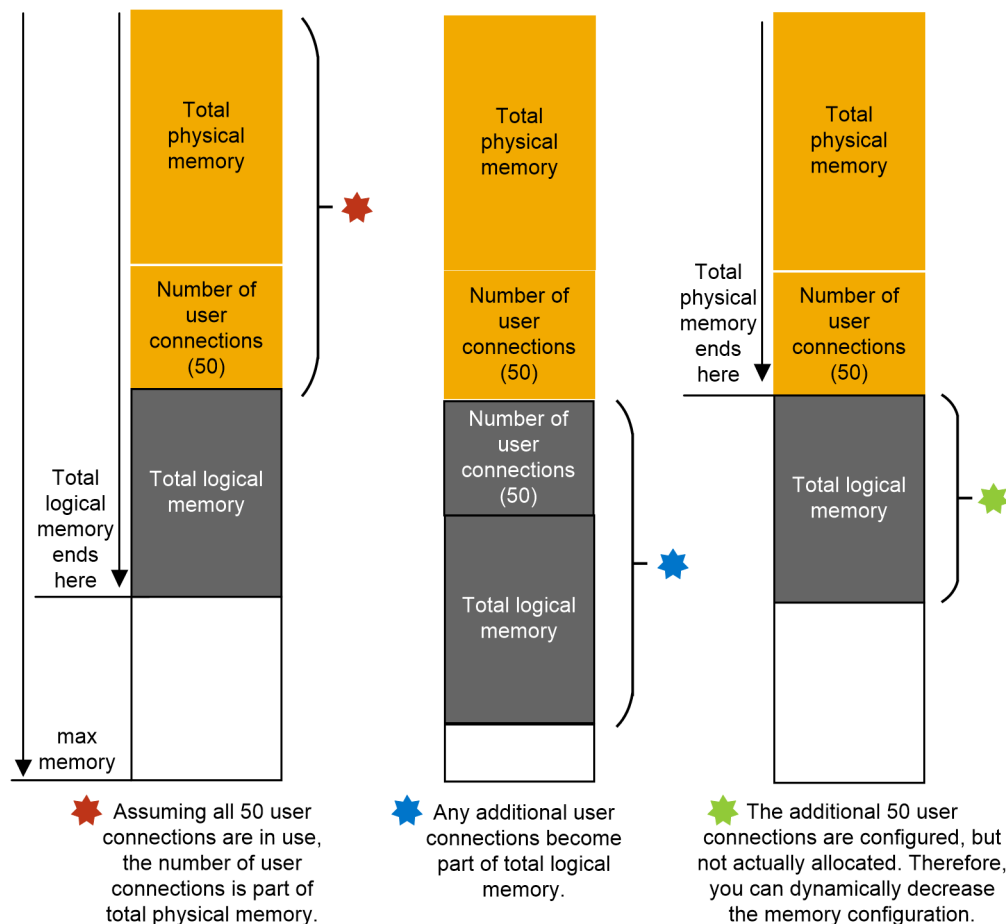 Total
physical
memory
Number of
user
connections
(50)
Total logical
memory
Total
logical
memory
ends
here
max
memory
Total
physical
memory
Number of
user
connections
(50)
Number of
user
connections
(50)
Total logical
memory
Total
physical
memory
Total
physical
memory
ends
here
Number of
user
connections
(50)
Total logical
memory
Assuming all 50 user
connections are in use,
the number of user
connections is part of
total physical memory.
Any additional user
connections become
part of total logical
memory.
The additional 50 user
connections are configured, but
not actually allocated. Therefore,
you can dynamically decrease
the memory configuration.